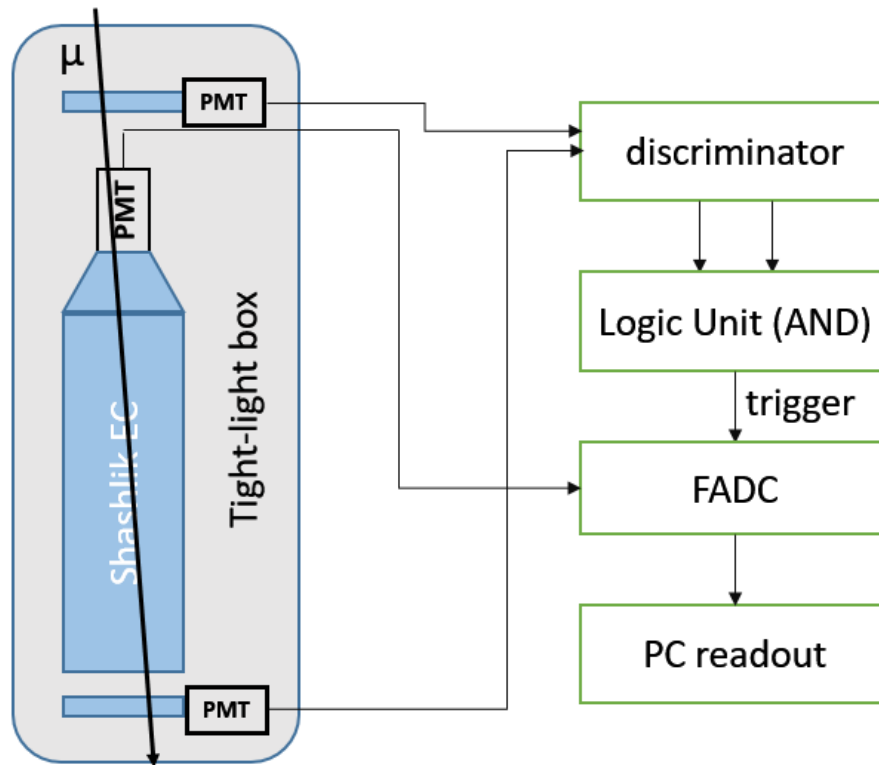 μ
PMT
PMT
Shashlik EC
Tight-light box
PMT
discriminator
Logic Unit (AND)
trigger
FADC
PC readout